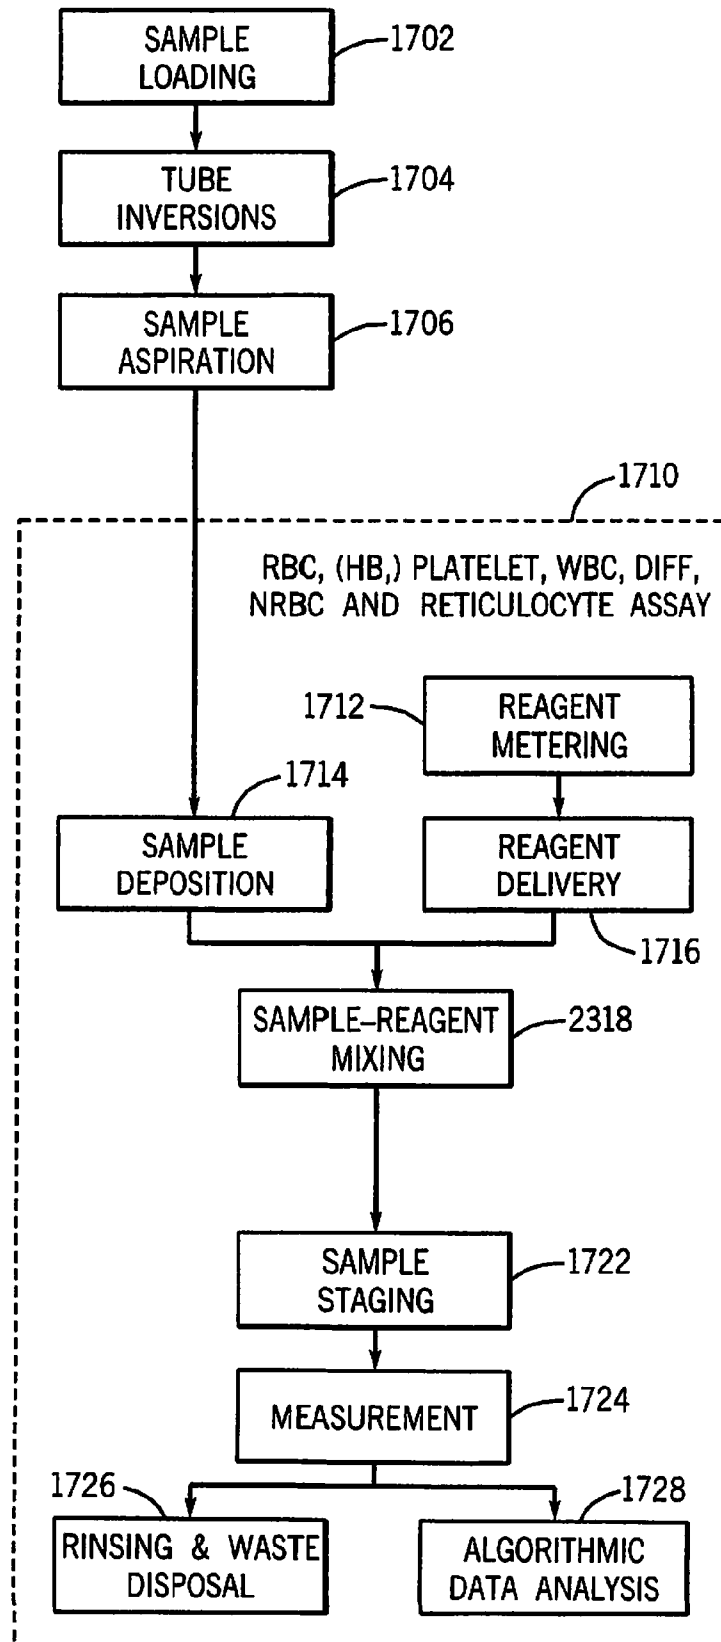 SAMPLE
LOADING
1702
TUBE
INVERSIONS
1704
SAMPLE
ASPIRATION
1706
1710
RBC, (HB,) PLATELET, WBC, DIFF,
NRBC AND RETICULOCYTE ASSAY
1712
REAGENT
METERING
1714
SAMPLE
DEPOSITION
REAGENT
DELIVERY
1716
SAMPLE-REAGENT
MIXING
2318
SAMPLE
STAGING
1722
MEASUREMENT
1724
1726
RINSING & WASTE
DISPOSAL
1728
ALGORITHMIC
DATA ANALYSIS